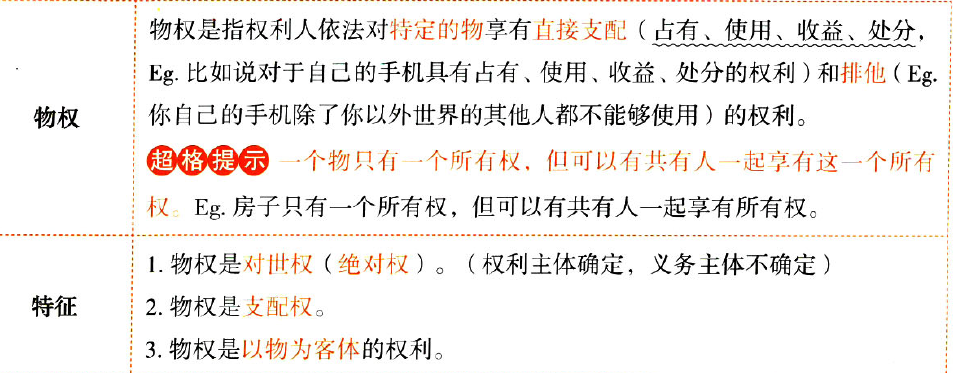 物权是指权利人依法对特定的物享有直接支配（占有、使用、收益、处分，
Eg. 比如说对于自己的手机具有占有、使用、收益、处分的权利）和排他（Eg.
物权
你自己的手机除了你以外世界的其他人都不能够使用）的权利。
超格提示 一个物只有一个所有权，但可以有共有人一起享有这一个所有
权。Eg. 房子只有一个所有权，但可以有共有人一起享有所有权。
特征
1. 物权是对世权（绝对权）。（权利主体确定，义务主体不确定）
2. 物权是支配权。
3. 物权是以物为客体的权利。